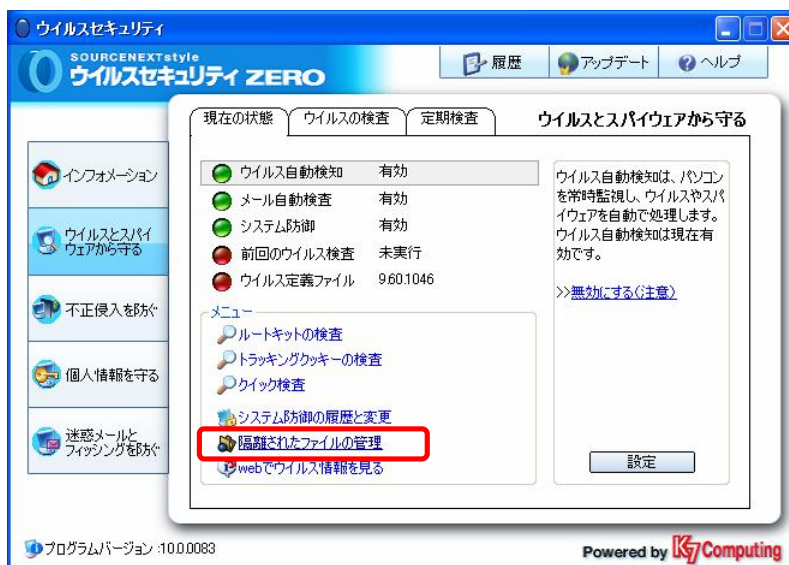 ウイルスセキュリティ
SOURCENEXTstyle
ウイルスセキュリティ ZERO
履歴
アップデート
ヘルプ
現在の状態
ウイルスの検査
定期検査
ウイルスとスパイウェアから守る
インフォメーション
ウイルスとスパイ
ウェアから守る
不正侵入を防ぐ
個人情報を守る
迷惑メールと
フィッシングを防ぐ
ウイルス自動検知 有効
メール自動検査 有効
システム防御 有効
前回のウイルス検査 未実行
ウイルス定義ファイル 9.60.1046
メニュー
ルートキットの検査
トラッキングクッキーの検査
クイック検査
システム防御の履歴と変更
隔離されたファイルの管理
webでウイルス情報を見る
ウイルス自動検知は、パソコン
を常時監視し、ウイルスやスパ
イウェアを自動で処理します。
ウイルス自動検知は現在有
効です。
>>無効にする(注意)
設定
プログラムバージョン :10.0.0083
Powered by K7 Computing